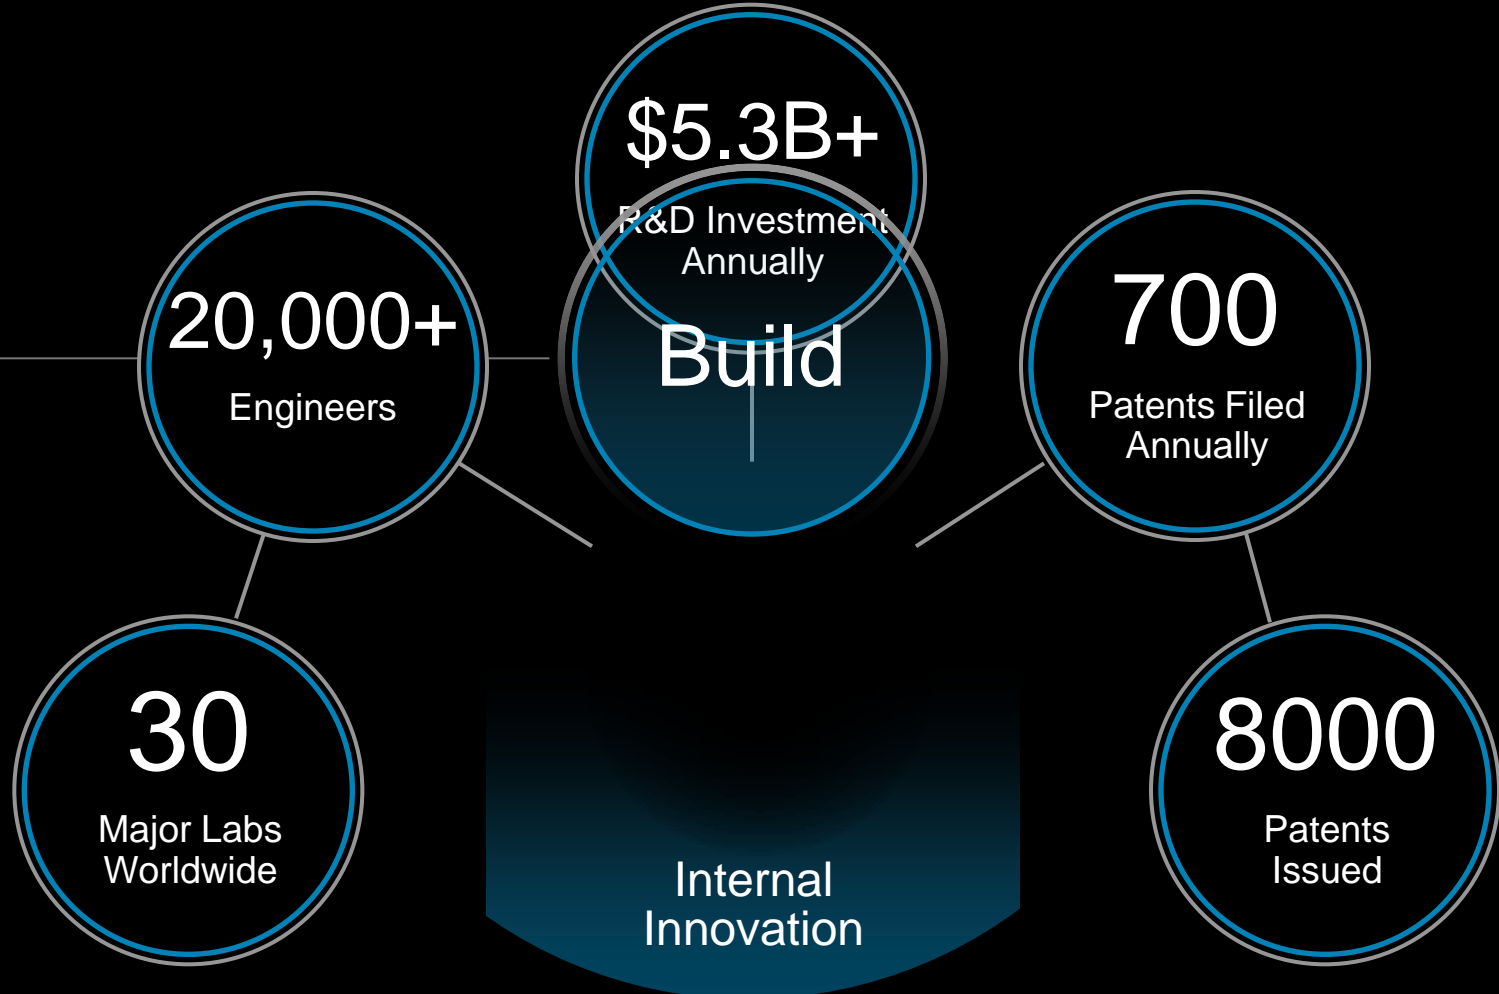 $5.3B+
R&D Investment
Annually
Build
20,000+
Engineers
700
Patents Filed
Annually
30
Major Labs
Worldwide
8000
Patents
Issued
Internal
Innovation